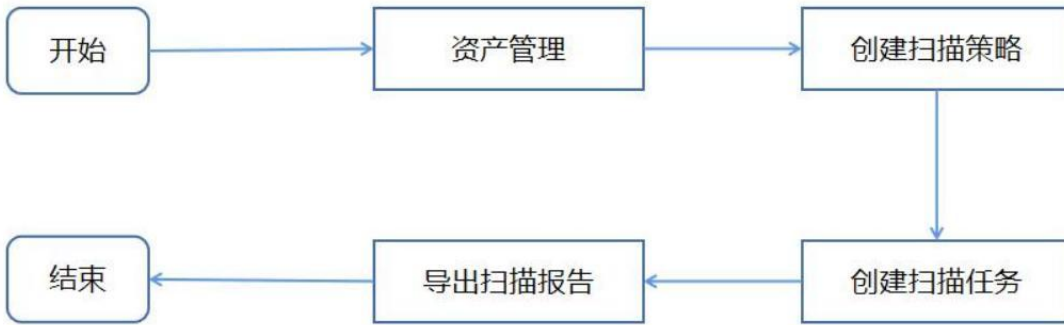 开始
资产管理
创建扫描策略
创建扫描任务
导出扫描报告
结束